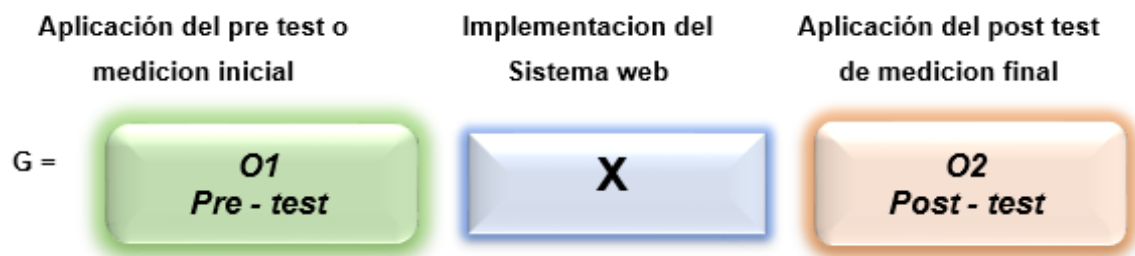 Aplicación del pre test o
medicion inicial
Implementacion del
Sistema web
Aplicación del post test
de medicion final
G =
O1
Pre - test
X
O2
Post - test